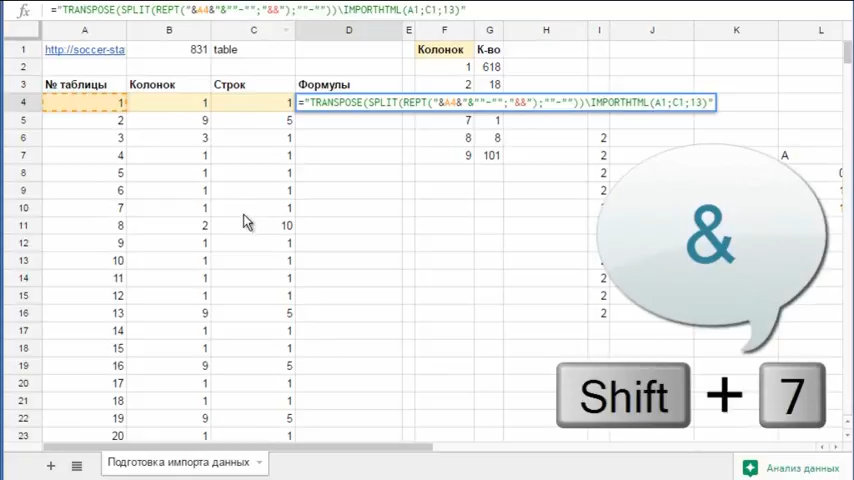 ="TRANSPOSE(SPLIT(REPT("&A4&"&""-"";"&&");""-""))\IMPORTHTML(A1;C1;13)"
A B C D E F G H I J K L
1 http://soccer-sta 831 table Колонок К-во
2 1 618
3 № таблицы Колонок Строк Формулы 2 18
4 1 1 1 ="TRANSPOSE(SPLIT(REPT("&A4&"&""-"";"&&");""-""))\IMPORTHTML(A1;C1;13)"
5 2 9 5 7 1
6 3 3 1 8 8 2
7 4 1 1 9 101 2 A
8 5 1 1 2 0
9 6 1 1 2 1
10 7 1 1 2 1
11 8 2 10
12 9 1 1
13 10 1 1 2
14 11 1 1 2
15 12 1 1 2
16 13 9 5 2
17 14 1 1
18 15 1 1
19 16 9 5
20 17 1 1
21 18 1 1
22 19 9 5
23 20 1 1
&
Shift + 7
Подготовка импорта данных
Анализ данных